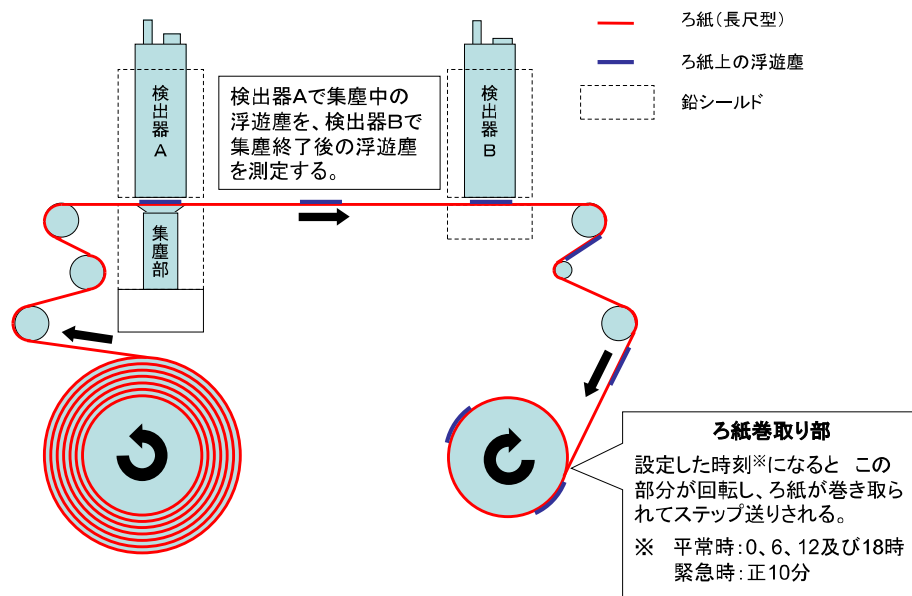 ろ紙(長尺型)
ろ紙上の浮遊塵
鉛シールド
検出器A
検出器Aで集塵中の
浮遊塵を、検出器Bで
集塵終了後の浮遊塵
を測定する。
検出器B
集塵部
ろ紙巻取り部
設定した時刻※になると この
部分が回転し、ろ紙が巻き取ら
れてステップ送りされる。
※ 平常時:0、6、12及び18時
緊急時:正10分